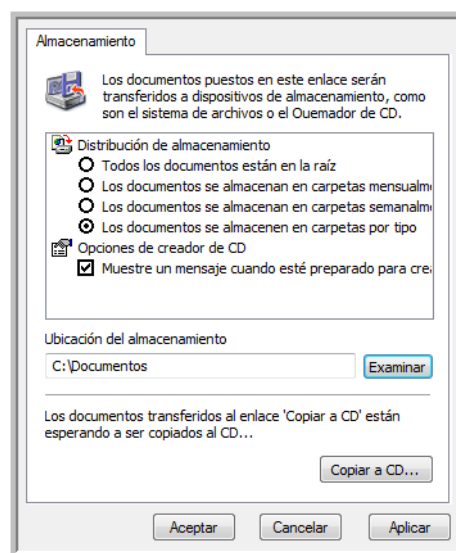 Almacenamiento
Los documentos puestos en este enlace serán
transferidos a dispositivos de almacenamiento, como
son el sistema de archivos o el Ouemador de CD.
Distribución de almacenamiento
Todos los documentos están en la raíz
Los documentos se almacenan en carpetas mensualm
Los documentos se almacenan en carpetas semanalm
Los documentos se almacenen en carpetas por tipo
Opciones de creador de CD
Muestre un mensaje cuando esté preparado para crea
Ubicación del almacenamiento
C:\Documentos
Examinar
Los documentos transferidos al enlace 'Copiar a CD' están
esperando a ser copiados al CD...
Copiar a CD...
Aceptar Cancelar Aplicar